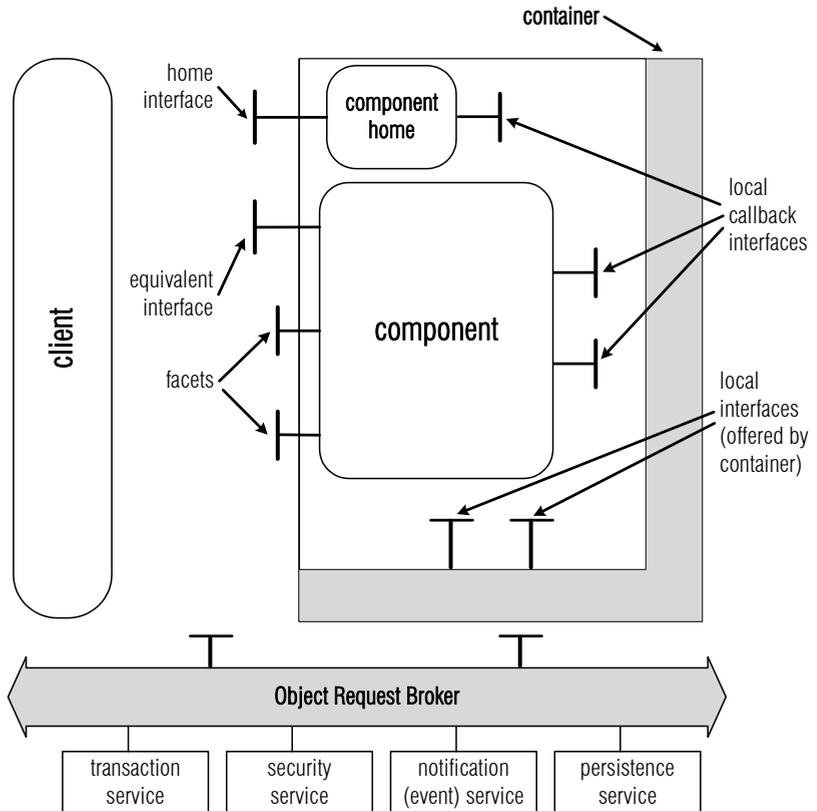 container
home
interface
component
home
local
callback
interfaces
equivalent
interface
client
component
facets
local
interfaces
(offered by
container)
Object Request Broker
transaction
service
security
service
notification
(event) service
persistence
service